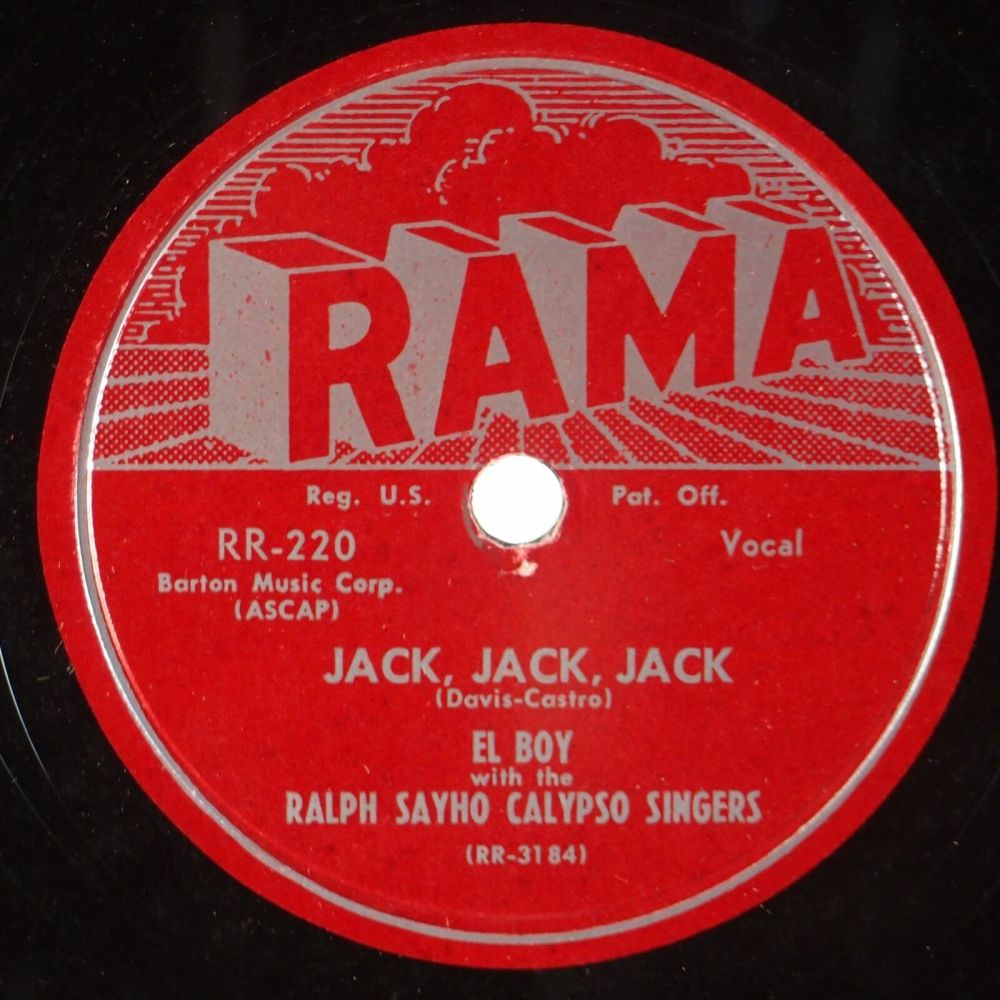 RAMA
Reg. U.S. Pat. Off.
RR-220 Vocal
Barton Music Corp.
(ASCAP)
JACK, JACK, JACK
(Davis-Castro)
EL BOY
with the
RALPH SAYHO CALYPSO SINGERS
(RR-3184)